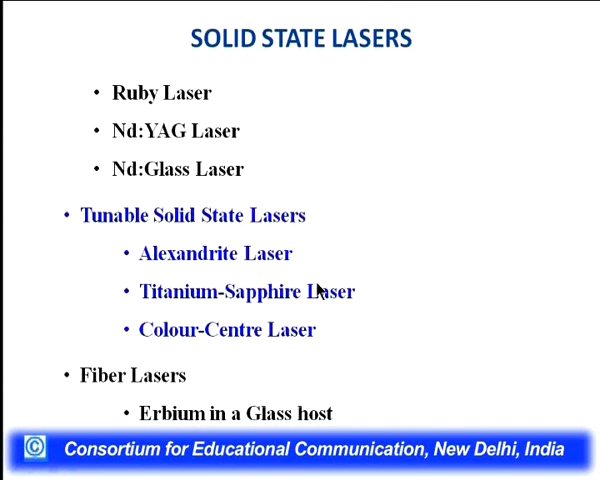 SOLID STATE LASERS
• Ruby Laser
• Nd:YAG Laser
• Nd:Glass Laser
• Tunable Solid State Lasers
• Alexandrite Laser
• Titanium-Sapphire Laser
• Colour-Centre Laser
• Fiber Lasers
• Erbium in a Glass host
© Consortium for Educational Communication, New Delhi, India